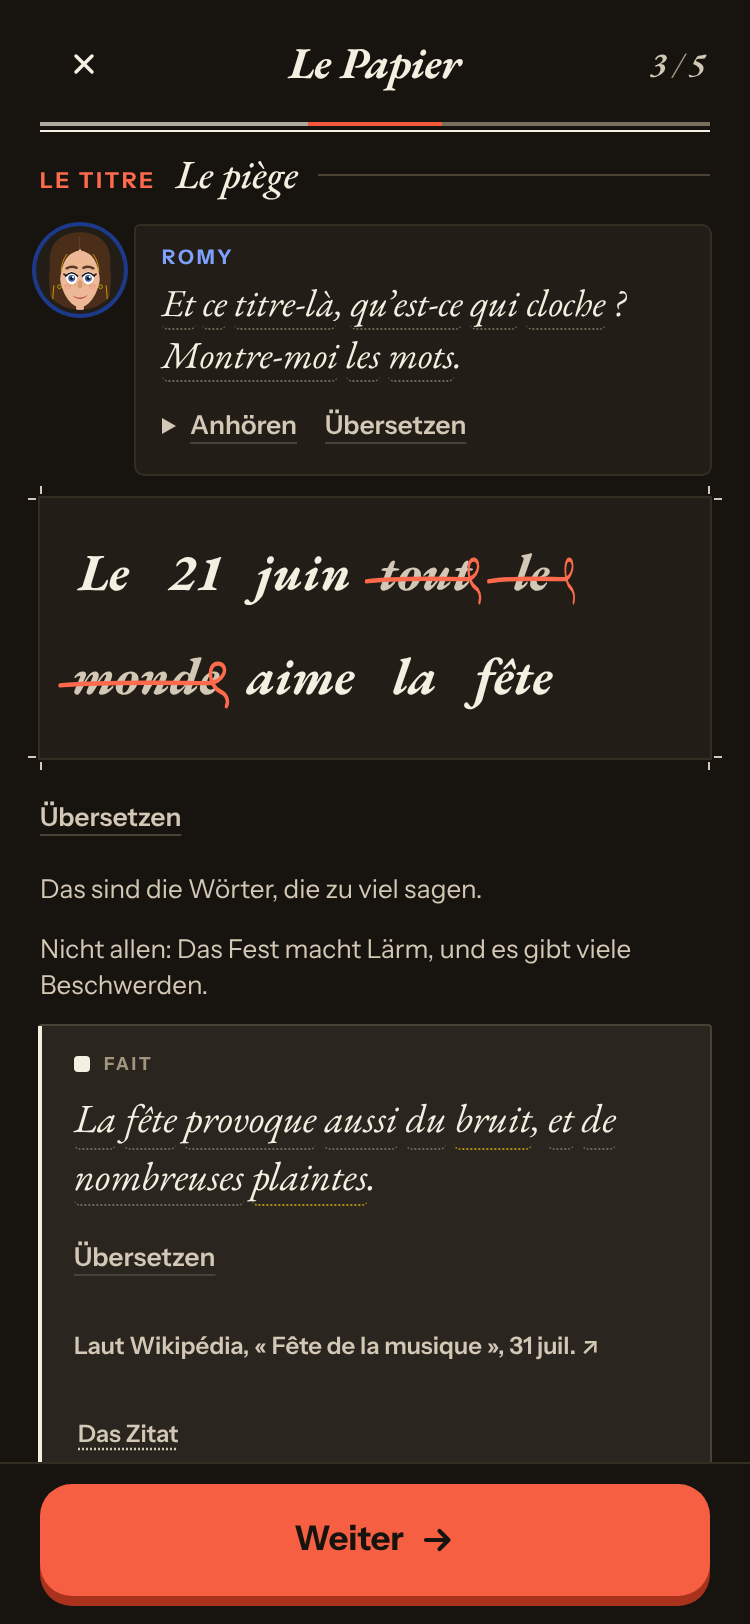 Le Papier
3 / 5
LE TITRE Le piège
ROMY
Et ce titre-là, qu’est-ce qui cloche ?
Montre-moi les mots.
Anhören Übersetzen
Le 21 juin tout le
monde aime la fête
Übersetzen
Das sind die Wörter, die zu viel sagen.
Nicht allen: Das Fest macht Lärm, und es gibt viele
Beschwerden.
FAIT
La fête provoque aussi du bruit, et de
nombreuses plaintes.
Übersetzen
Laut Wikipédia, « Fête de la musique », 31 juil. ↗
Das Zitat
Weiter →